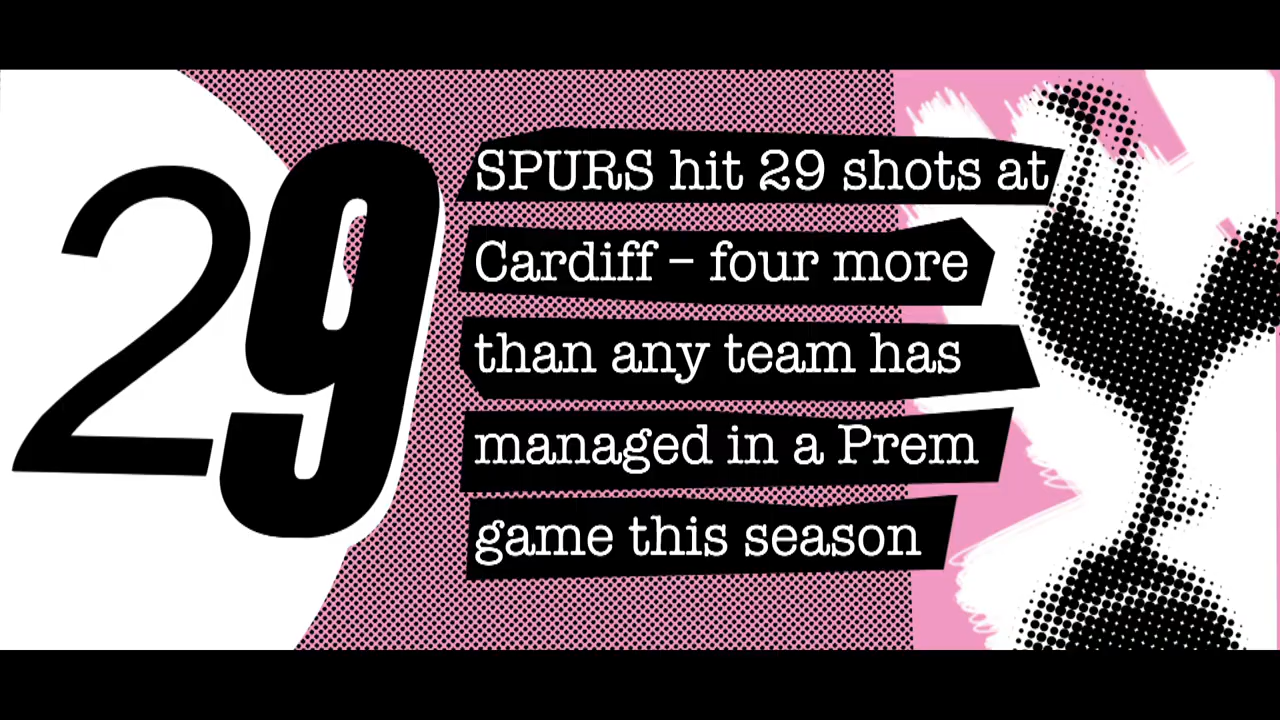 29
SPURS hit 29 shots at
Cardiff – four more
than any team has
managed in a Prem
game this season